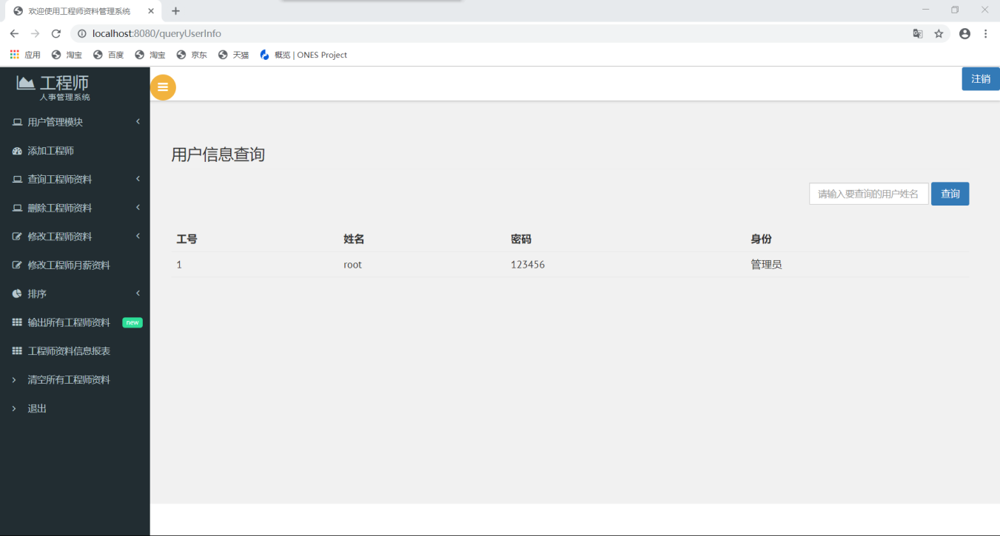 欢迎使用工程师资料管理系统
localhost:8080/queryUserInfo
应用 淘宝 百度 淘宝 京东 天猫 概览 | ONES Project
工程师
人事管理系统
注销
用户管理模块
添加工程师
查询工程师资料
删除工程师资料
修改工程师资料
修改工程师月薪资料
排序
输出所有工程师资料 new
工程师资料信息报表
清空所有工程师资料
退出
用户信息查询
请输入要查询的用户姓名 查询
工号 姓名 密码 身份
1 root 123456 管理员